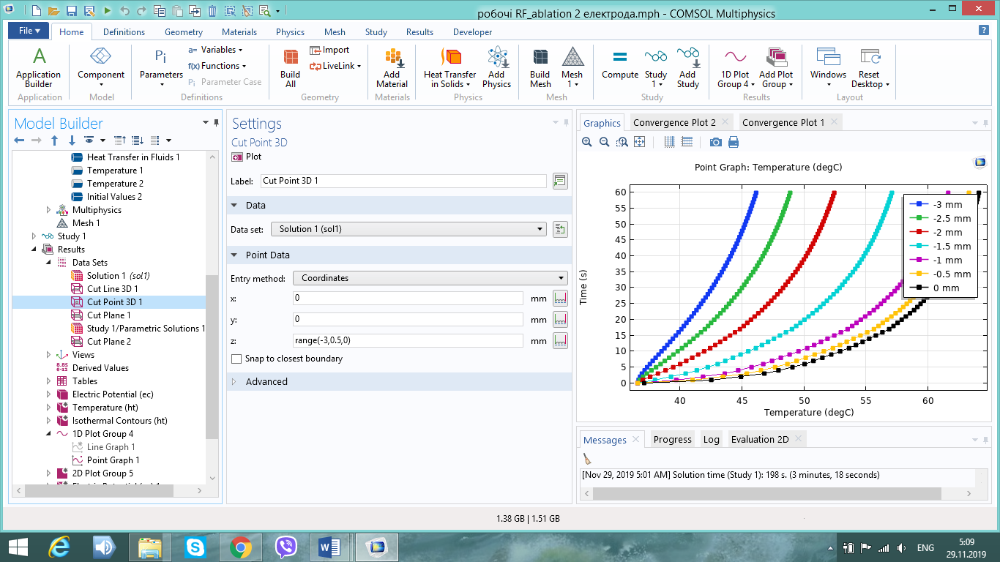 робочі RF_ablation 2 електрода.mph - COMSOL Multiphysics
File Home Definitions Geometry Materials Physics Mesh Study Results Developer
Application Builder
Application
Component
Model
Parameters
a= Variables
f(x) Functions
Pi Parameter Case
Definitions
Build All
Import
LiveLink
Geometry
Add Material
Materials
Heat Transfer in Solids
Add Physics
Physics
Build Mesh
Mesh 1
Mesh
Compute
Study 1
Add Study
Study
1D Plot Group 4
Add Plot Group
Results
Windows
Reset Desktop
Layout
Model Builder
Heat Transfer in Fluids 1
Temperature 1
Temperature 2
Initial Values 2
Multiphysics
Mesh 1
Study 1
Results
Data Sets
Solution 1 (sol1)
Cut Line 3D 1
Cut Point 3D 1
Cut Plane 1
Study 1/Parametric Solutions 1
Cut Plane 2
Views
8.85 e-12
Derived Values
Tables
Electric Potential (ec)
Temperature (ht)
Isothermal Contours (ht)
1D Plot Group 4
Line Graph 1
Point Graph 1
2D Plot Group 5
Settings
Cut Point 3D
Plot
Label: Cut Point 3D 1
Data
Data set: Solution 1 (sol1)
Point Data
Entry method: Coordinates
x: 0 mm
y: 0 mm
z: range(-3,0.5,0) mm
Snap to closest boundary
Advanced
Graphics Convergence Plot 2 Convergence Plot 1
Point Graph: Temperature (degC)
60
55
50
45
40
35
30
25
20
15
10
5
0
Time (s)
-3 mm
-2.5 mm
-2 mm
-1.5 mm
-1 mm
-0.5 mm
0 mm
40 45 50 55 60
Temperature (degC)
Messages Progress Log Evaluation 2D
[Nov 29, 2019 5:01 AM] Solution time (Study 1): 198 s. (3 minutes, 18 seconds)
1.38 GB | 1.51 GB
ENG
5:09
29.11.2019